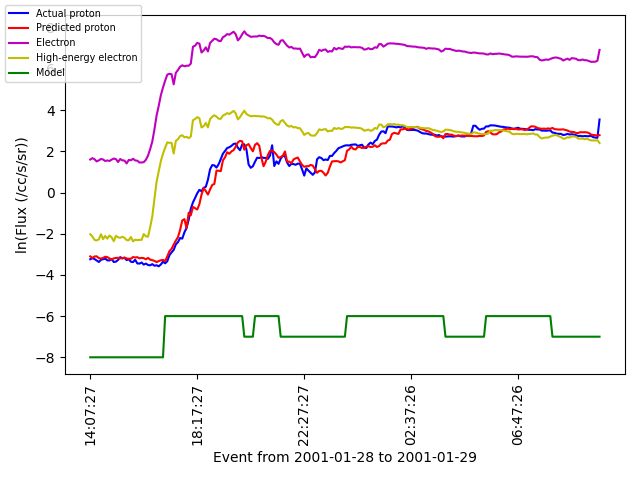 Actual proton
Predicted proton
Electron
High-energy electron
Model
ln(Flux (/cc/s/sr))
4
2
0
−2
−4
−6
−8
14:07:27
18:17:27
22:27:27
02:37:26
06:47:26
Event from 2001-01-28 to 2001-01-29